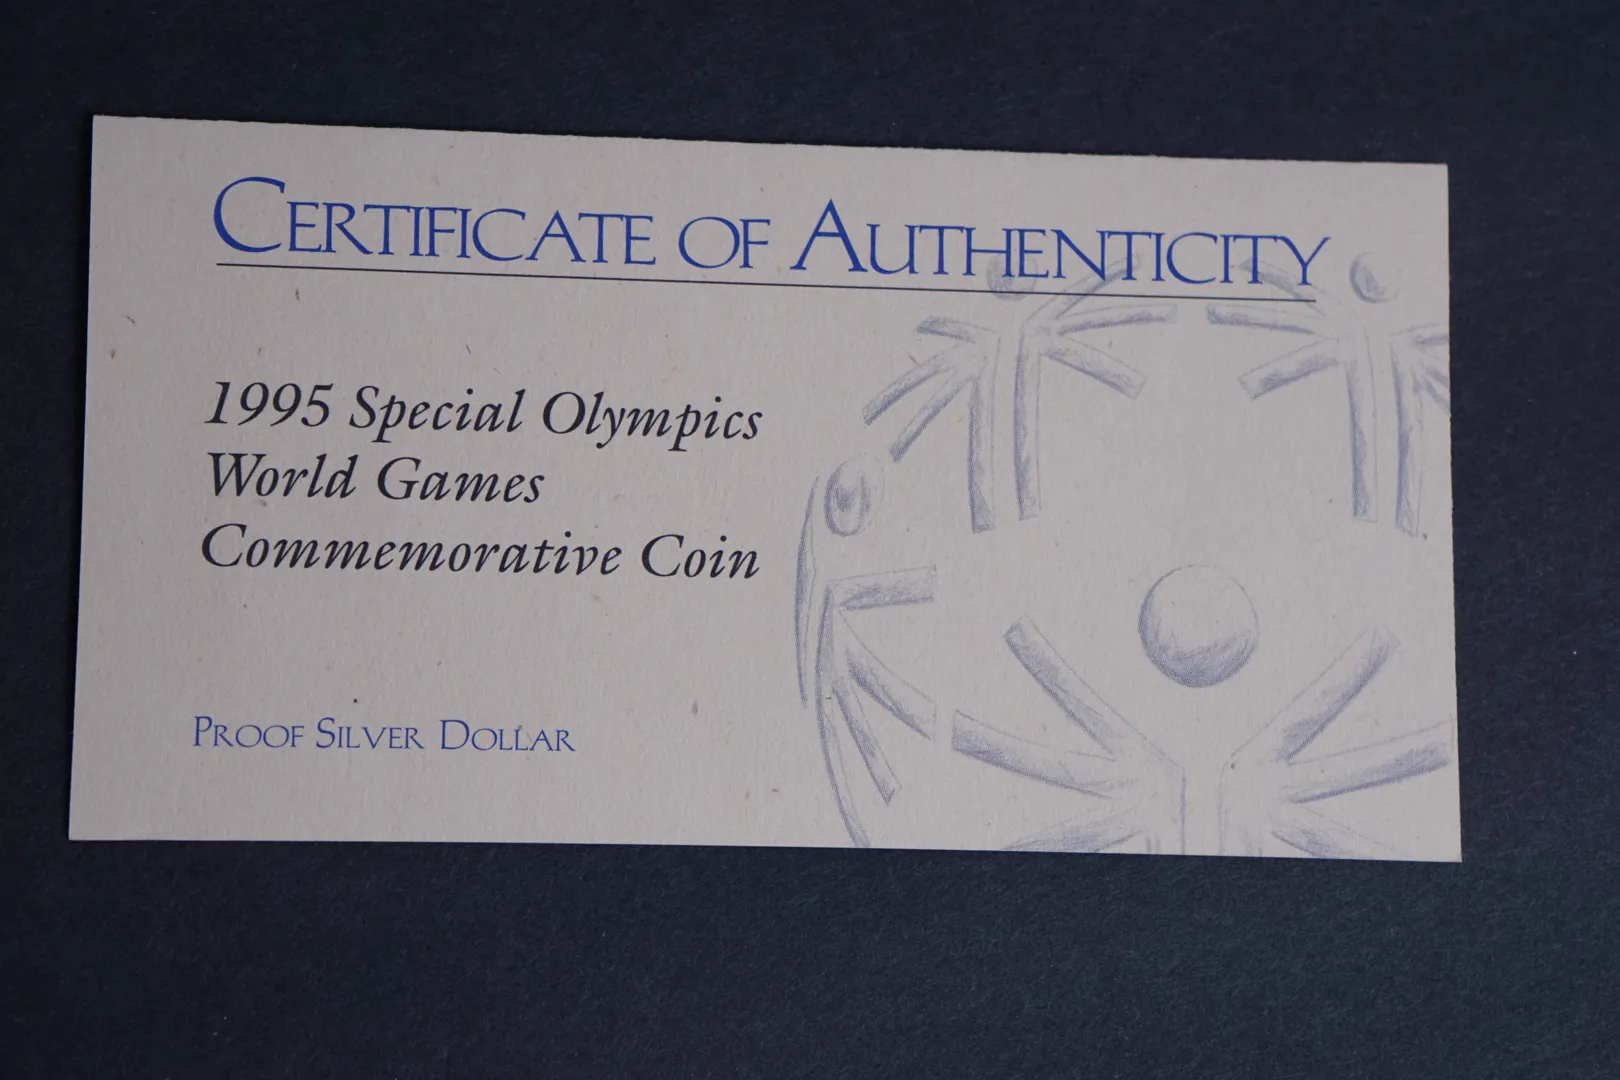 CERTIFICATE OF AUTHENTICITY
1995 Special Olympics
World Games
Commemorative Coin
PROOF SILVER DOLLAR